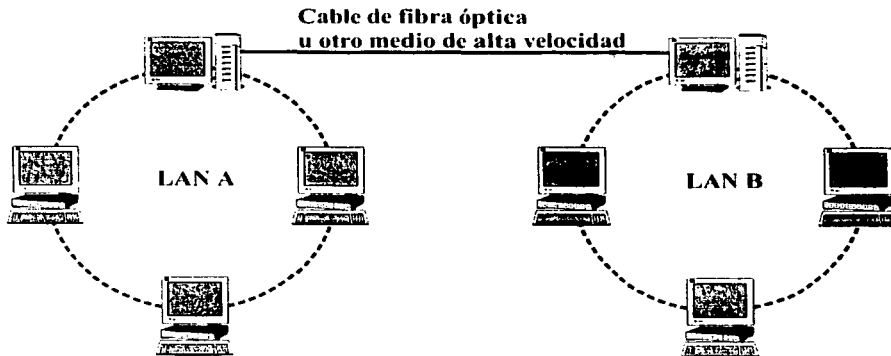 Cable de fibra óptica
u otro medio de alta velocidad
LAN A
LAN B